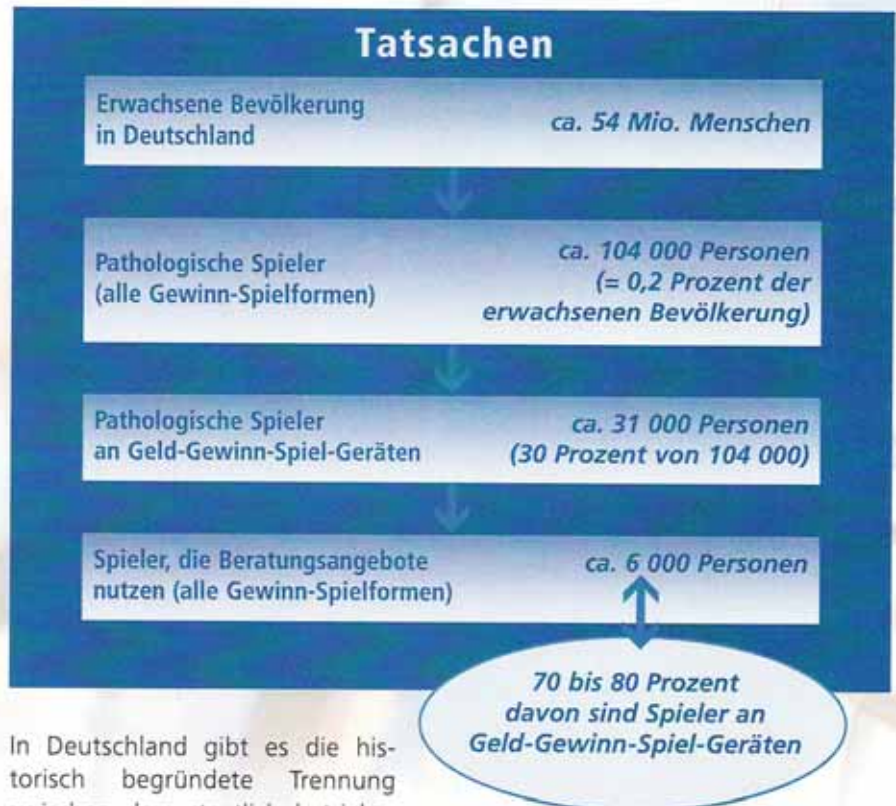 Tatsachen
Erwachsene Bevölkerung
in Deutschland
ca. 54 Mio. Menschen
Pathologische Spieler
(alle Gewinn-Spielformen)
ca. 104 000 Personen
(= 0,2 Prozent der
erwachsenen Bevölkerung)
Pathologische Spieler
an Geld-Gewinn-Spiel-Geräten
ca. 31 000 Personen
(30 Prozent von 104 000)
Spieler, die Beratungsangebote
nutzen (alle Gewinn-Spielformen)
ca. 6 000 Personen
70 bis 80 Prozent
davon sind Spieler an
Geld-Gewinn-Spiel-Geräten
In Deutschland gibt es die his-
torisch begründete Trennung